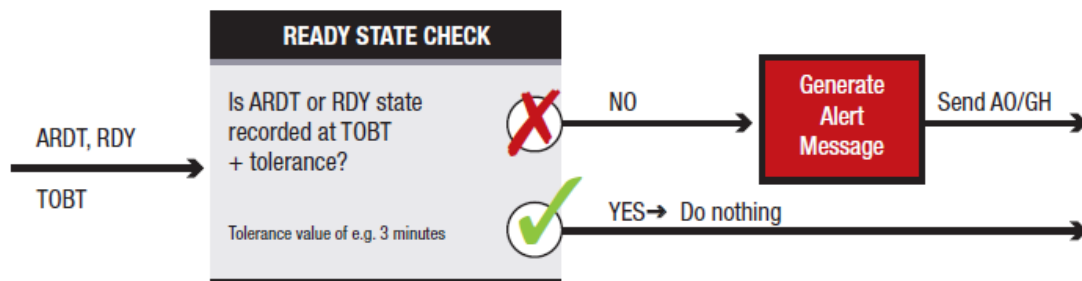 READY STATE CHECK
ARDT, RDY
TOBT
Is ARDT or RDY state
recorded at TOBT
+ tolerance?
Tolerance value of e.g. 3 minutes
NO
YES➔ Do nothing
Generate
Alert
Message
Send AO/GH